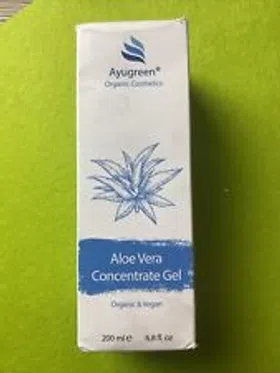 Ayugreen®
Organic Cosmetics
Aloe Vera
Concentrate Gel
Organic & Vegan
200 ml ℮ 6,8 fl. oz